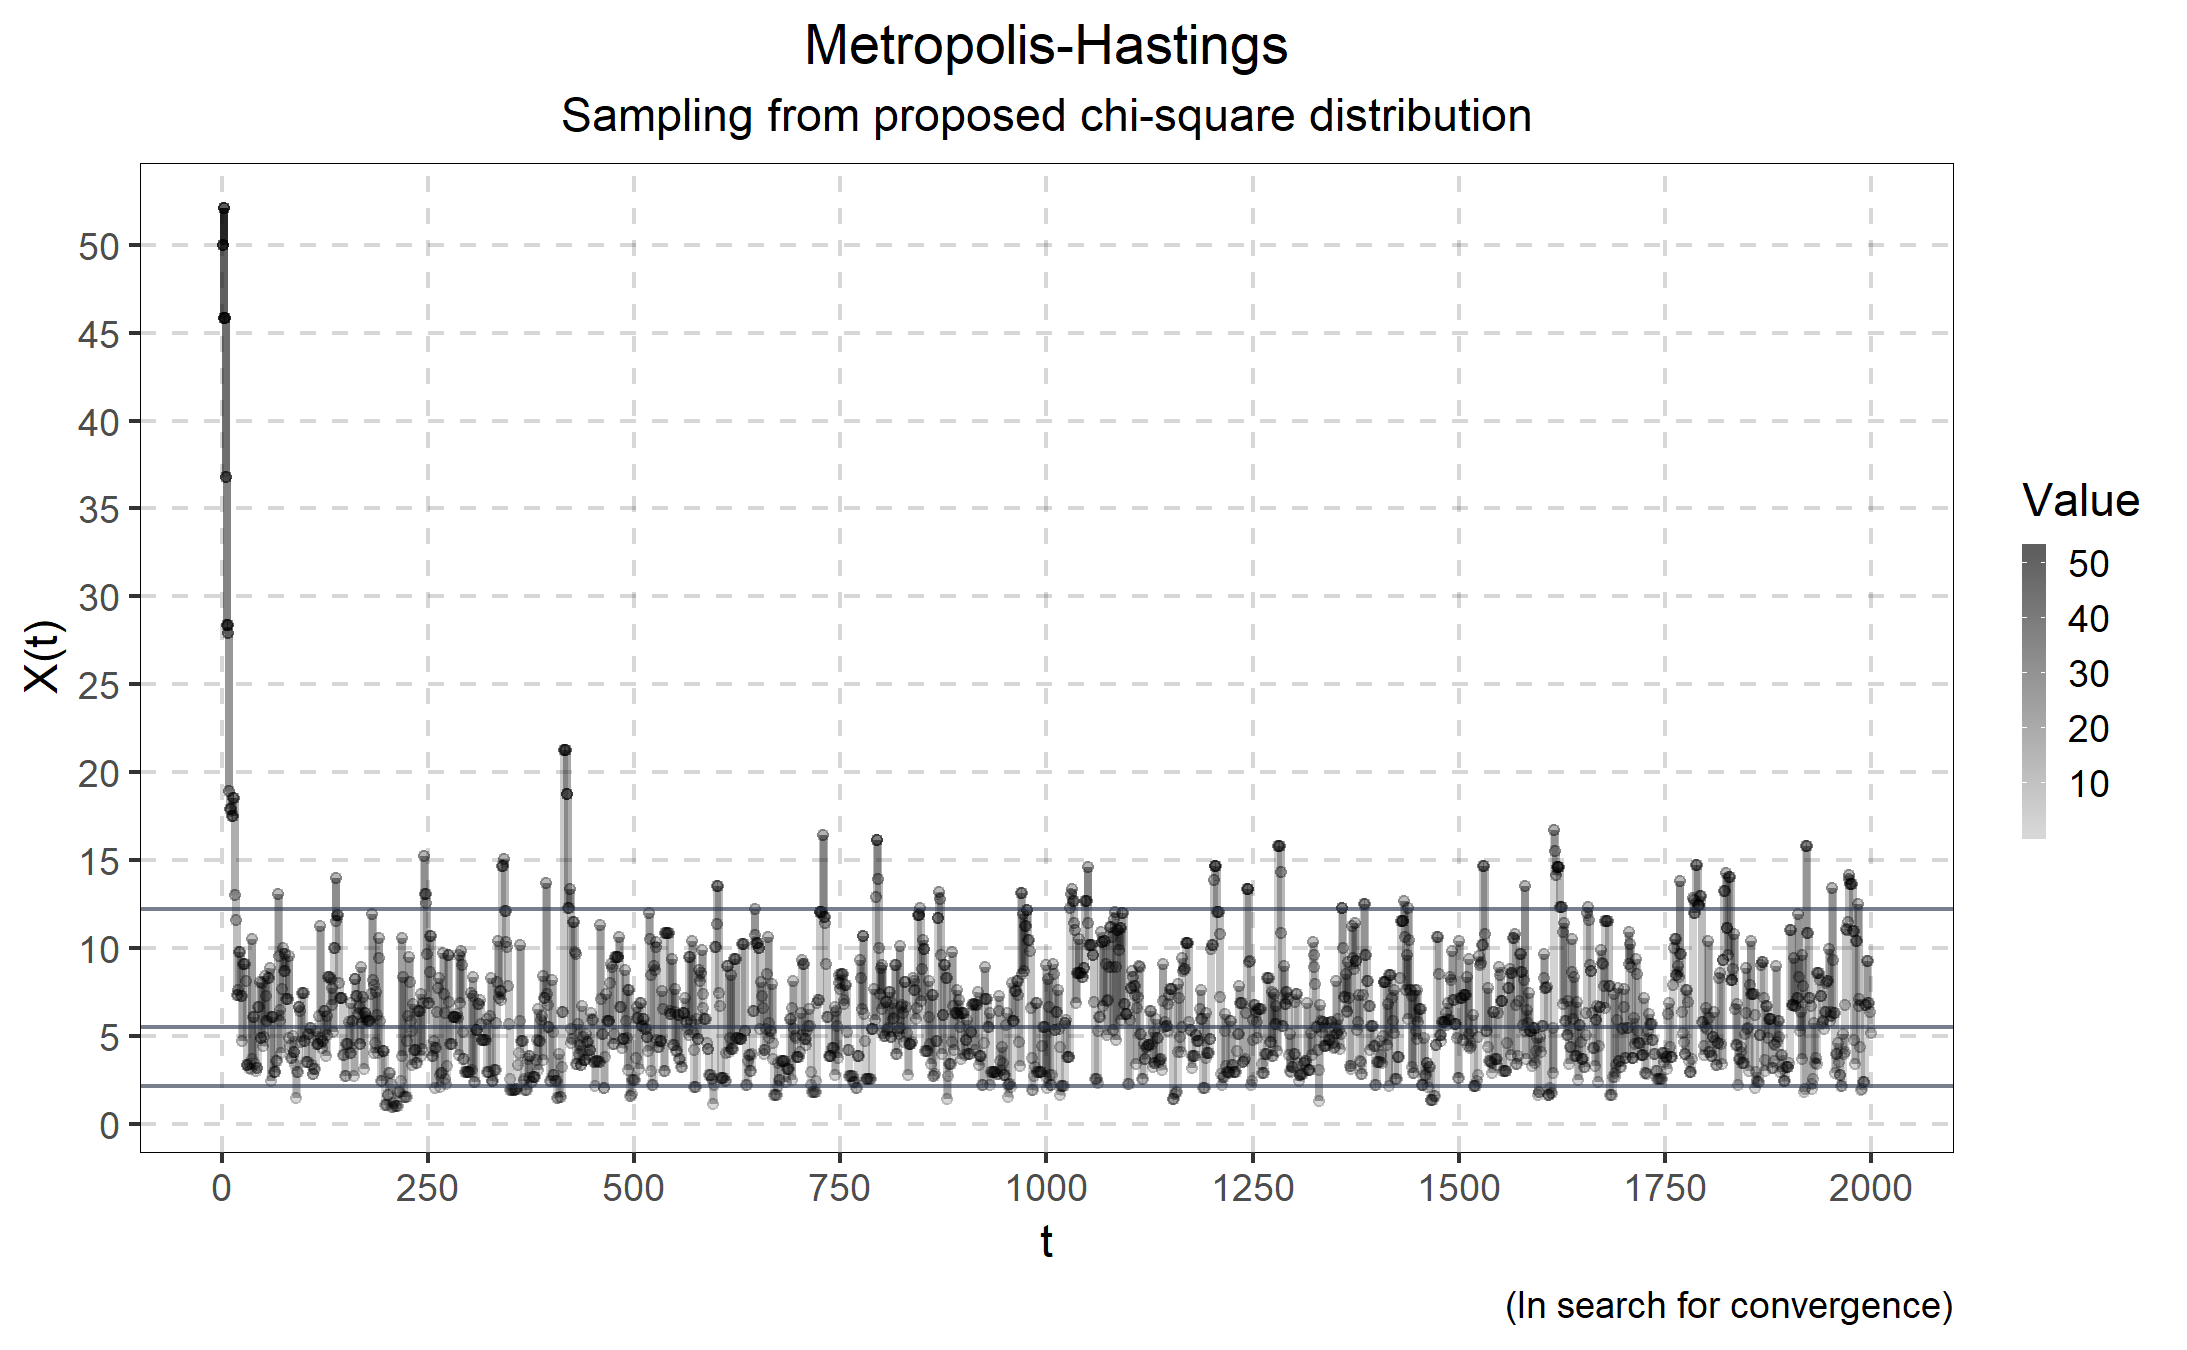 Metropolis-Hastings
Sampling from proposed chi-square distribution
X(t)
50
45
40
35
30
25
20
15
10
5
0
0 250 500 750 1000 1250 1500 1750 2000
t
Value
50
40
30
20
10
(In search for convergence)